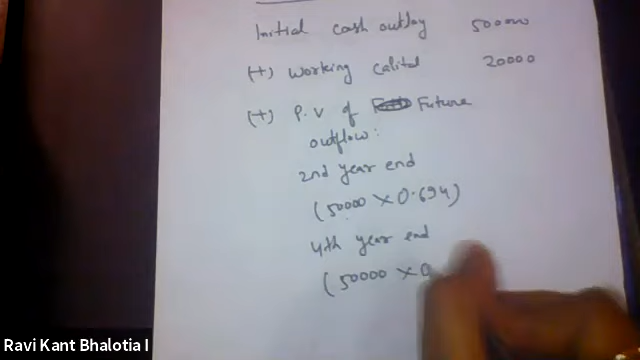 Initial cash outlay 500000
(+) Working Calital 20000
(+) P.V of Future
outflow:
2nd year end
(50000 × 0.694)
4th year end
(50000 × 0
Ravi Kant Bhalotia I